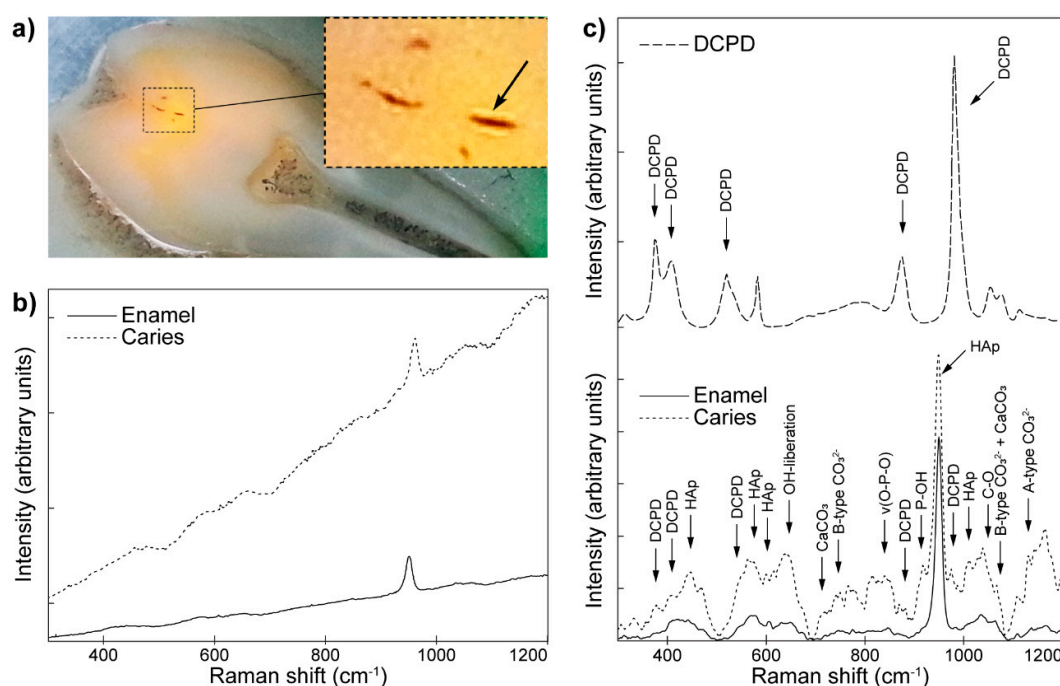 a)
b)
Enamel
Caries
Intensity (arbitrary units)
400
600
800
1000
1200
Raman shift (cm⁻¹)
c)
DCPD
DCPD
DCPD
DCPD
DCPD
DCPD
Intensity (arbitrary units)
Enamel
Caries
HAp
DCPD
DCPD
HAp
DCPD
HAp
HAp
OH-liberation
CaCO₃
B-type CO₃²⁻
v(O-P-O)
DCPD
P-OH
DCPD
HAp
C-O
B-type CO₃²⁻ + CaCO₃
A-type CO₃²⁻
Intensity (arbitrary units)
400
600
800
1000
1200
Raman shift (cm⁻¹)